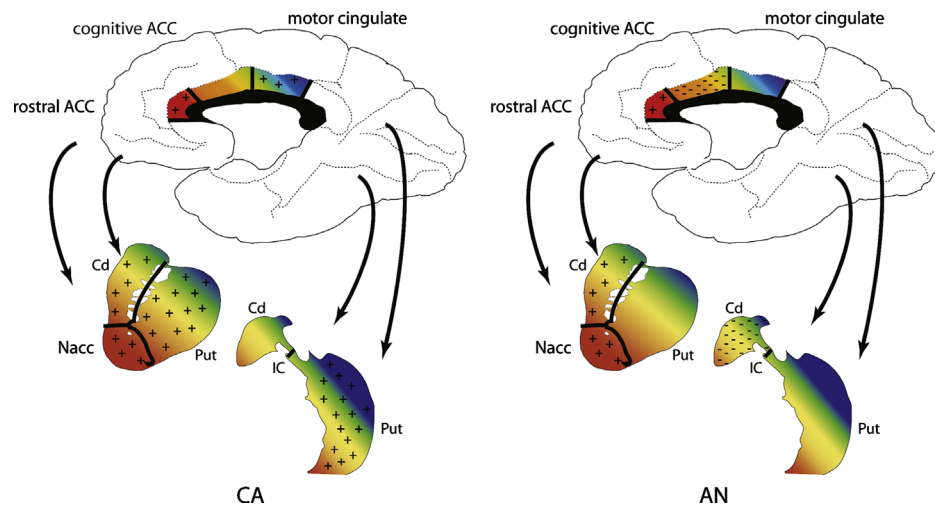 cognitive ACC
motor cingulate
rostral ACC
Cd
Nacc
Put
Cd
IC
Put
CA
cognitive ACC
motor cingulate
rostral ACC
Cd
Nacc
Put
Cd
IC
Put
AN